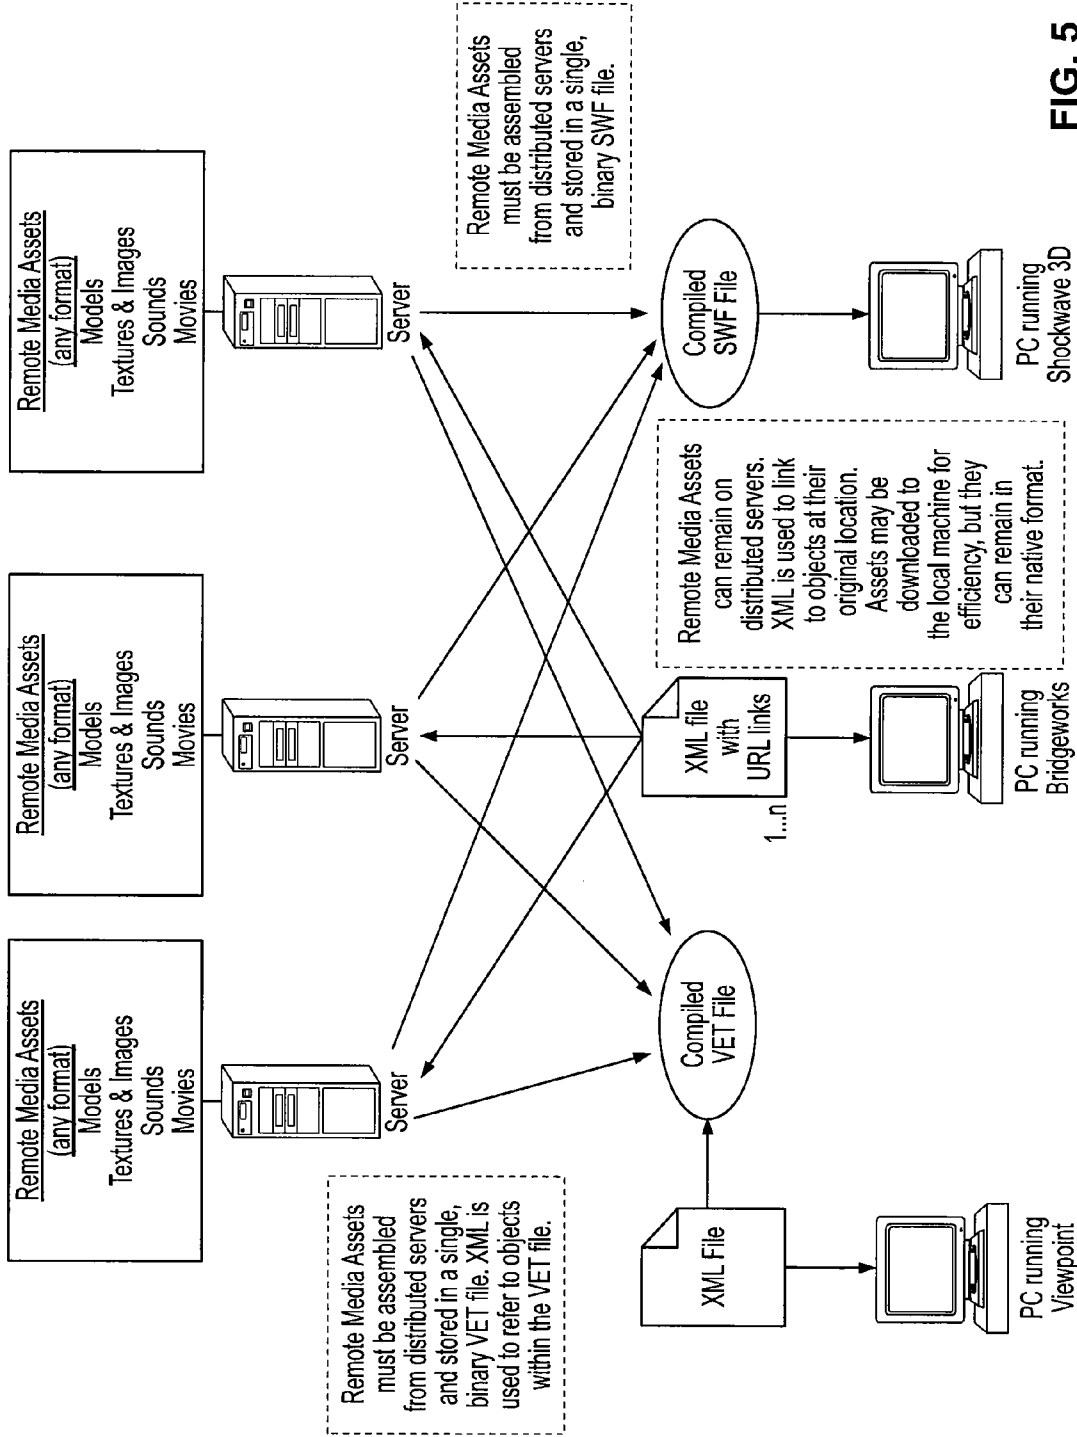 Remote Media Assets
(any format)
Models
Textures & Images
Sounds
Movies
Remote Media Assets
(any format)
Models
Textures & Images
Sounds
Movies
Remote Media Assets
(any format)
Models
Textures & Images
Sounds
Movies
Server
Server
Server
Remote Media Assets
must be assembled
from distributed servers
and stored in a single,
binary VET file. XML is
used to refer to objects
within the VET file.
Remote Media Assets
must be assembled
from distributed servers
and stored in a single,
binary SWF file.
XML File
Compiled
VET File
1...n
XML file
with
URL links
Remote Media Assets
can remain on
distributed servers.
XML is used to link
to objects at their
original location.
Assets may be
downloaded to
the local machine for
efficiency, but they
can remain in
their native format.
Compiled
SWF File
PC running
Viewpoint
PC running
Bridgeworks
PC running
Shockwave 3D
FIG. 5